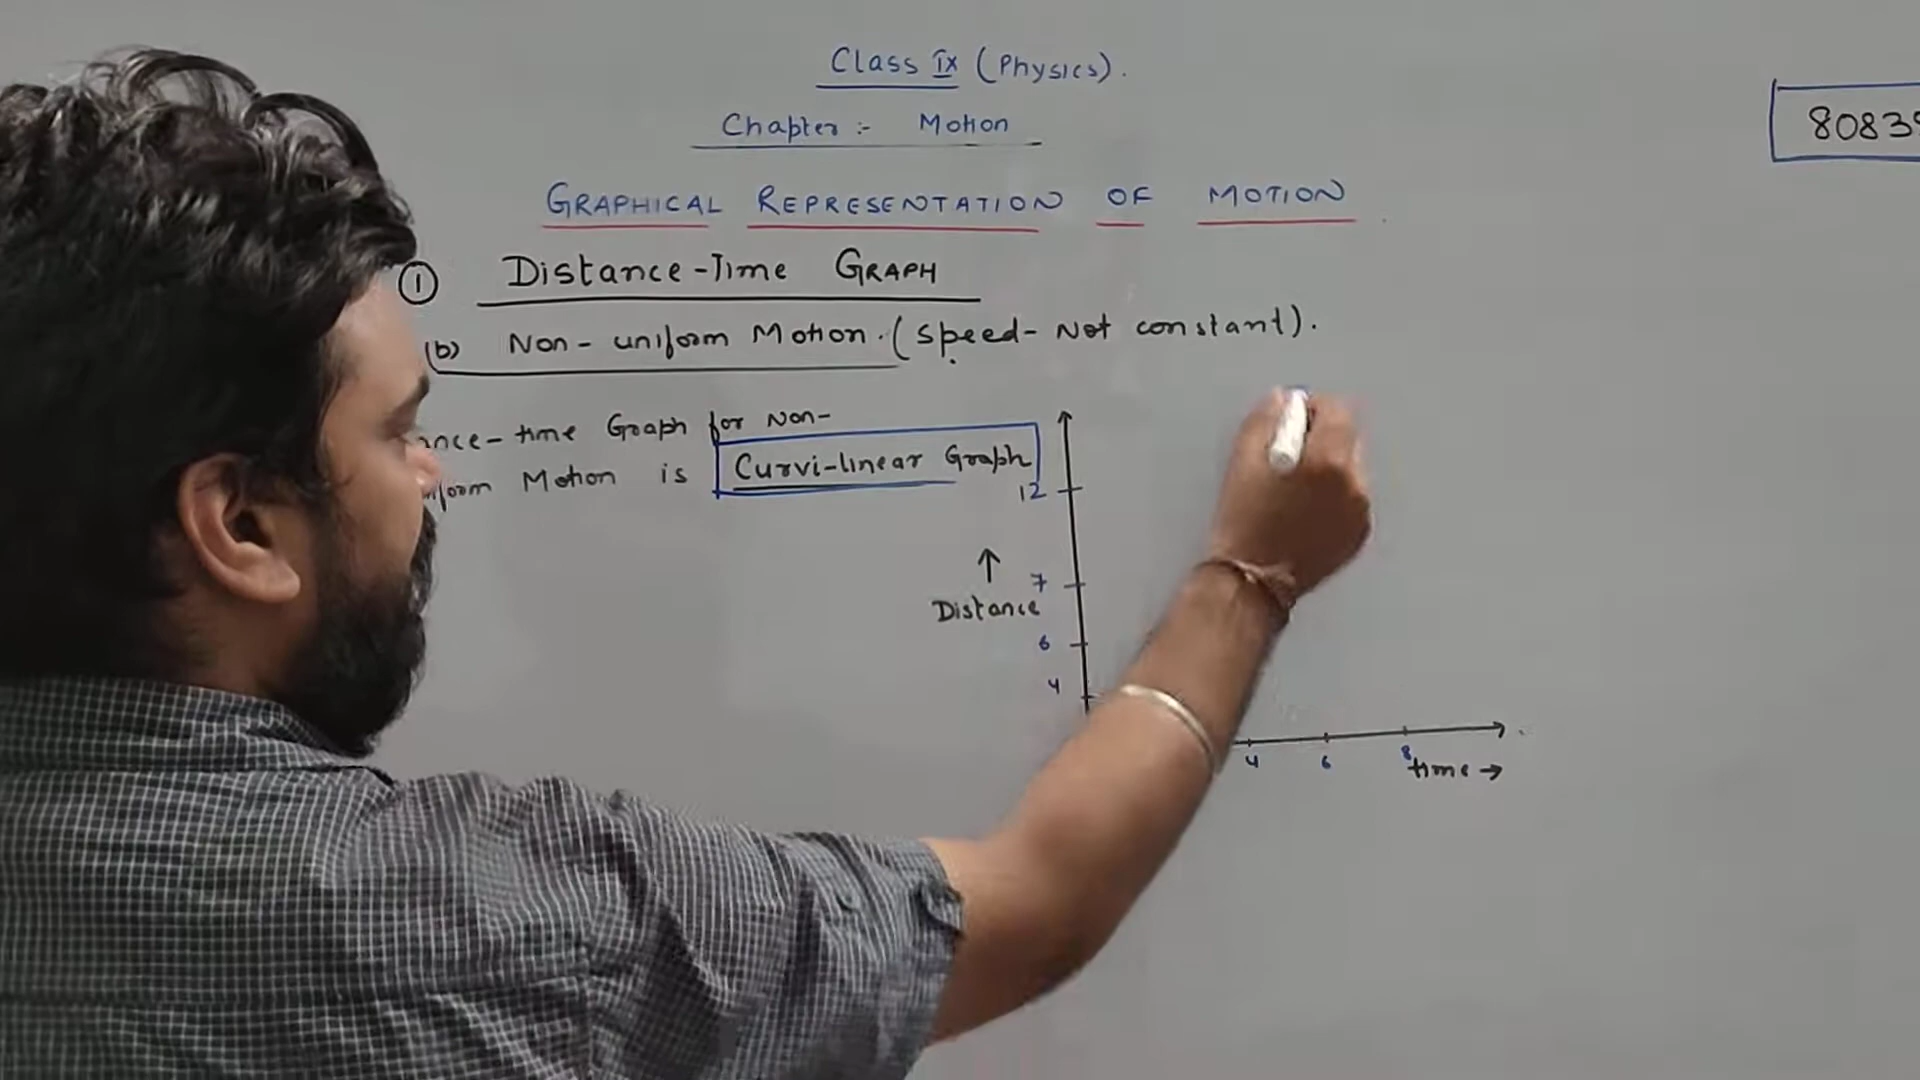 Class IX (Physics).
Chapter :- Motion
8083
GRAPHICAL REPRESENTATION OF MOTION
① Distance-Time GRAPH
(b) Non-uniform Motion. (Speed-Not constant).
Graph for Non-
Motion is Curvi-linear Graph
12
↑
7
Distance
6
4
4 6 8
time →